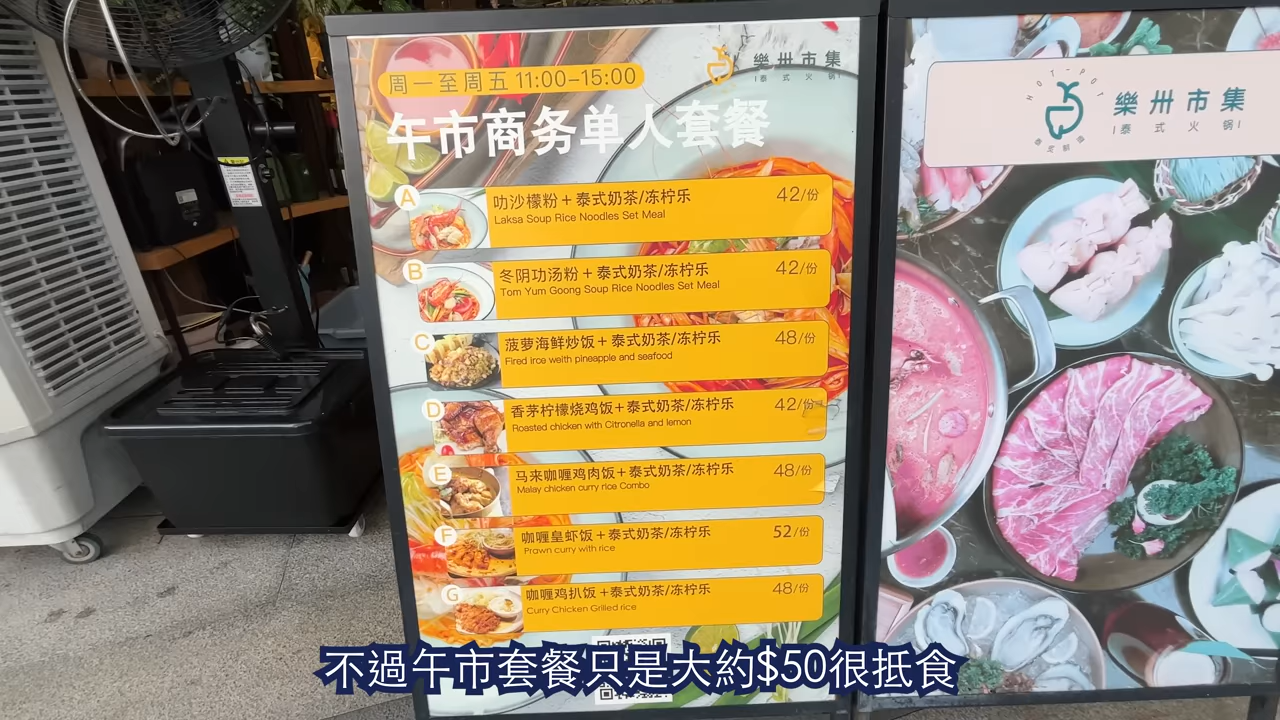 周一至周五 11:00-15:00
樂卅市集
泰式火锅
午市商务单人套餐
A
叻沙檬粉+泰式奶茶/冻柠乐
42/份
Laksa Soup Rice Noodles Set Meal
B
冬阴功汤粉+泰式奶茶/冻柠乐
42/份
Tom Yum Goong Soup Rice Noodles Set Meal
C
菠萝海鲜炒饭+泰式奶茶/冻柠乐
48/份
Fired irce weith pineapple and seafood
D
香茅柠檬烧鸡饭+泰式奶茶/冻柠乐
42/份
Roasted chicken with Citronella and lemon
E
马来咖喱鸡肉饭+泰式奶茶/冻柠乐
48/份
Malay chicken curry rice Combo
F
咖喱皇虾饭+泰式奶茶/冻柠乐
52/份
Prawn curry with rice
G
咖喱鸡扒饭+泰式奶茶/冻柠乐
48/份
Curry Chicken Grilled rice
HOT-POT
樂卅市集
泰式火锅
不過午市套餐只是大約$50很抵食